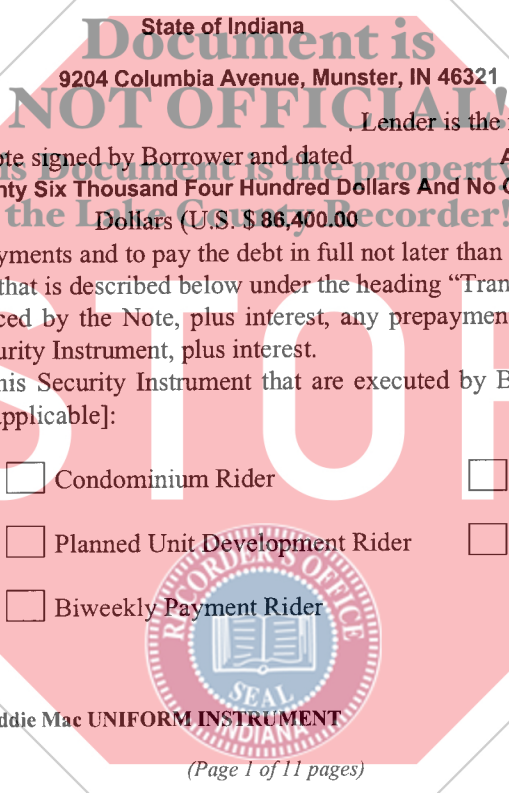 State of Indiana
Document is
9204 Columbia Avenue, Munster, IN 46321
NOT OFFICIAL!
. Lender is the
ote signed by Borrower and dated
This Document is the property
nty Six Thousand Four Hundred Dollars And No
the Lake County Recorder!
Dollars (U.S. $ 86,400.00
yments and to pay the debt in full not later than
that is described below under the heading “Tran
ced by the Note, plus interest, any prepaymen
urity Instrument, plus interest.
his Security Instrument that are executed by B
applicable]:
STOP
Condominium Rider
Planned Unit Development Rider
Biweekly Payment Rider
RECORDER'S OFFICE
SEAL
INDIANA
ddie Mac UNIFORM INSTRUMENT
(Page 1 of 11 pages)